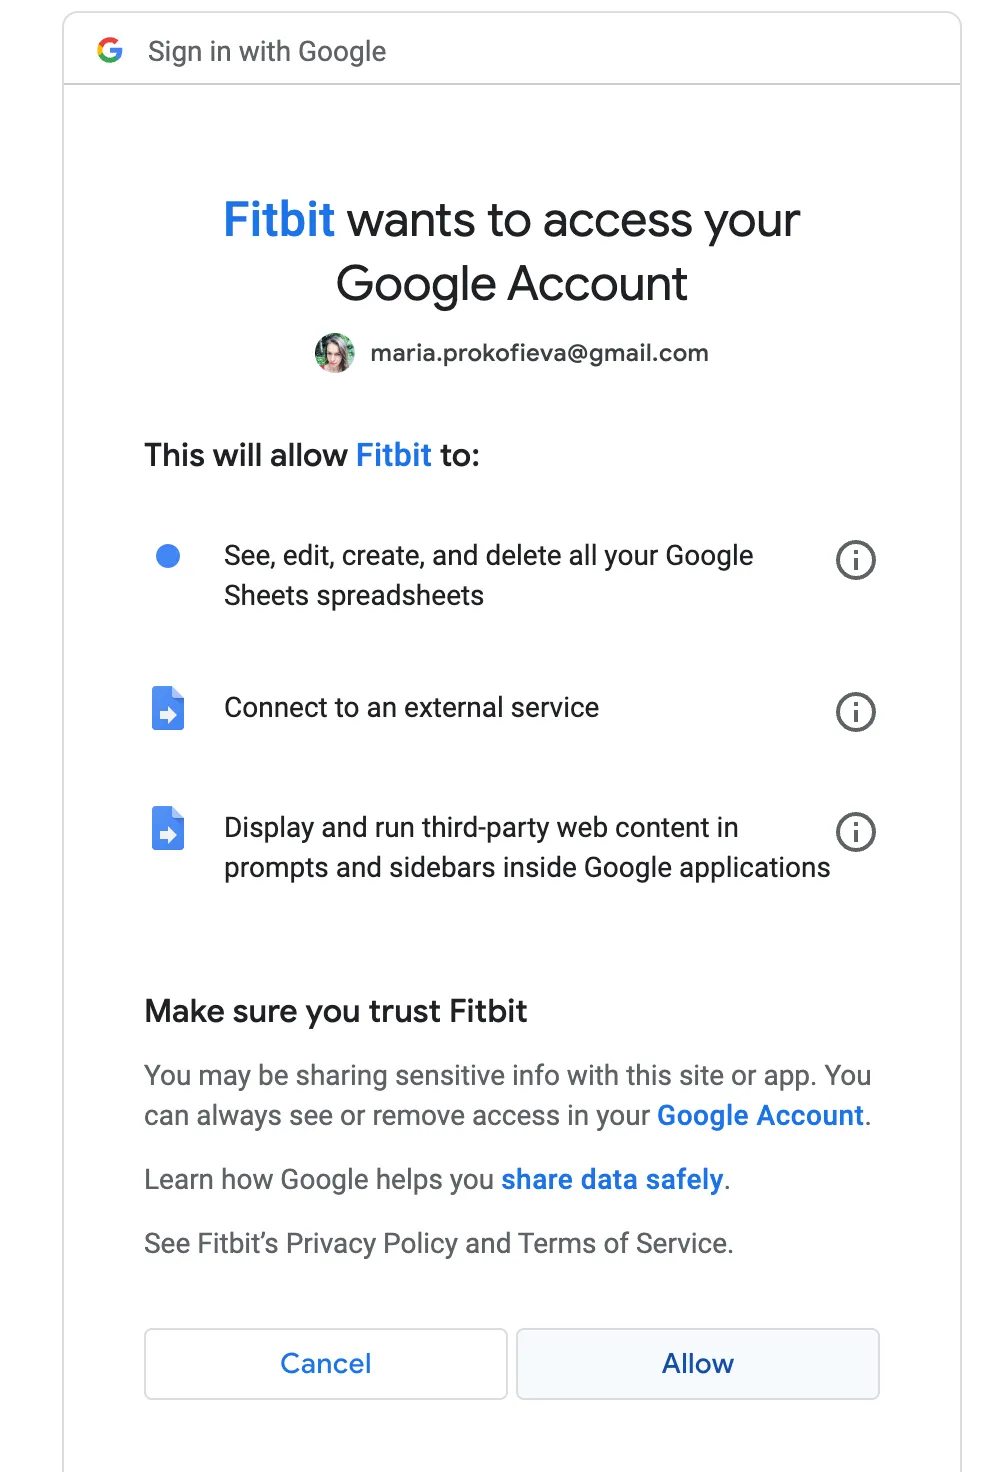 Sign in with Google
Fitbit wants to access your
Google Account
maria.prokofieva@gmail.com
This will allow Fitbit to:
See, edit, create, and delete all your Google
Sheets spreadsheets
Connect to an external service
Display and run third-party web content in
prompts and sidebars inside Google applications
Make sure you trust Fitbit
You may be sharing sensitive info with this site or app. You
can always see or remove access in your Google Account.
Learn how Google helps you share data safely.
See Fitbit’s Privacy Policy and Terms of Service.
Cancel
Allow